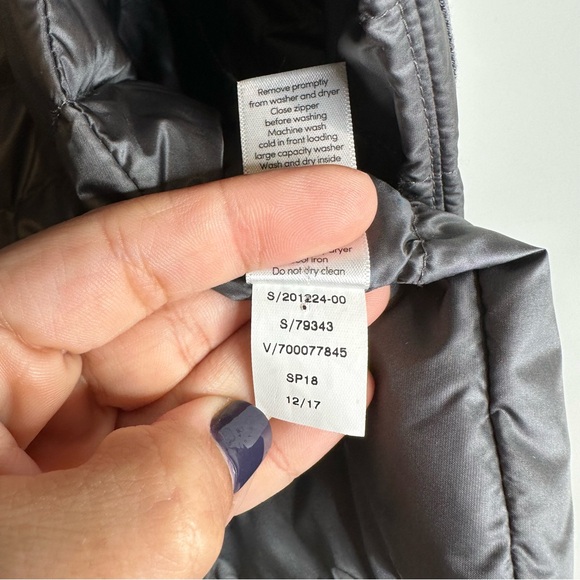 Remove promptly
from washer and dryer
Close zipper
before washing
Machine wash
cold in front loading
large capacity washer
Wash and dry inside
iron
Do not dry clean
S/201224-00
S/79343
V/700077845
SP18
12/17